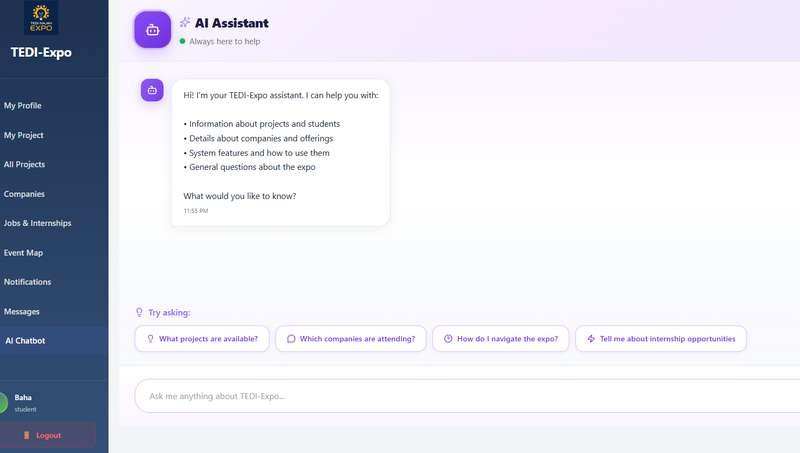 TEDI NAJAH
EXPO
TEDI-Expo
My Profile
My Project
All Projects
Companies
Jobs & Internships
Event Map
Notifications
Messages
AI Chatbot
Baha
student
Logout
AI Assistant
Always here to help
Hi! I'm your TEDI-Expo assistant. I can help you with:
• Information about projects and students
• Details about companies and offerings
• System features and how to use them
• General questions about the expo
What would you like to know?
11:55 PM
Try asking:
What projects are available?
Which companies are attending?
How do I navigate the expo?
Tell me about internship opportunities
Ask me anything about TEDI-Expo...